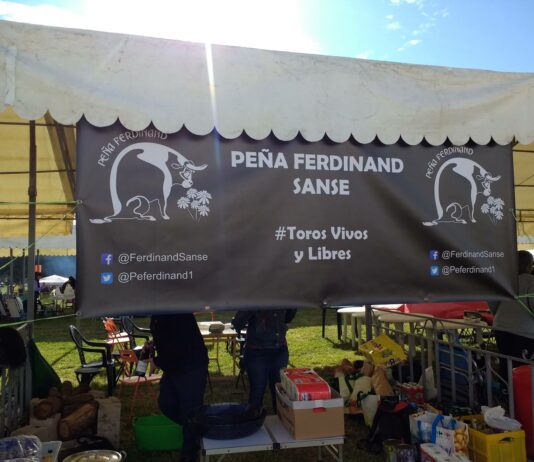 PEÑA FERDINAND
PEÑA FERDINAND
SANSE
#Toros Vivos
y Libres
@FerdinandSanse
@Peferdinand1
PEÑA FERDINAND
@FerdinandSanse
@Peferdinand1